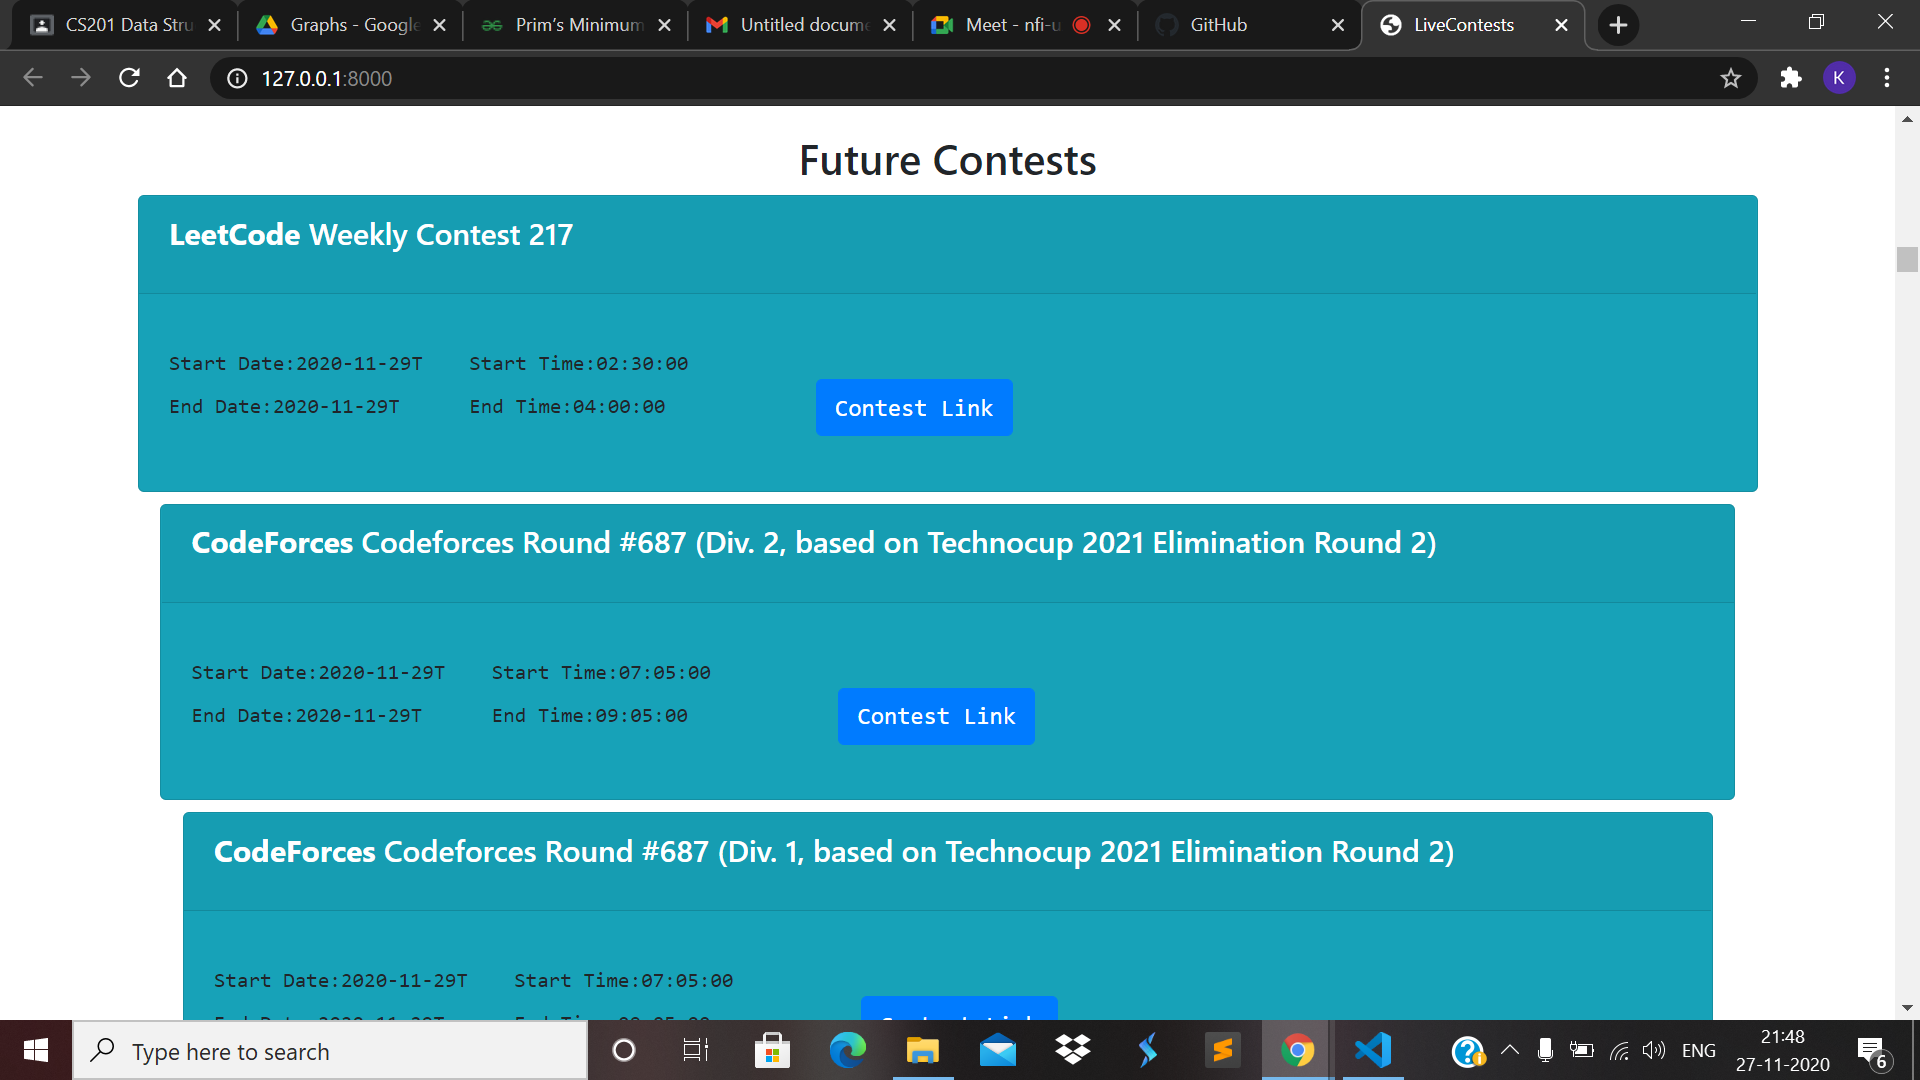 CS201 Data Stru
Graphs - Google
Prim's Minimum
Untitled docume
Meet - nfi-u
GitHub
LiveContests
127.0.0.1:8000
K
Future Contests
LeetCode Weekly Contest 217
Start Date:2020-11-29T Start Time:02:30:00
End Date:2020-11-29T End Time:04:00:00
Contest Link
CodeForces Codeforces Round #687 (Div. 2, based on Technocup 2021 Elimination Round 2)
Start Date:2020-11-29T Start Time:07:05:00
End Date:2020-11-29T End Time:09:05:00
Contest Link
CodeForces Codeforces Round #687 (Div. 1, based on Technocup 2021 Elimination Round 2)
Start Date:2020-11-29T Start Time:07:05:00
Type here to search
ENG
21:48
27-11-2020
6